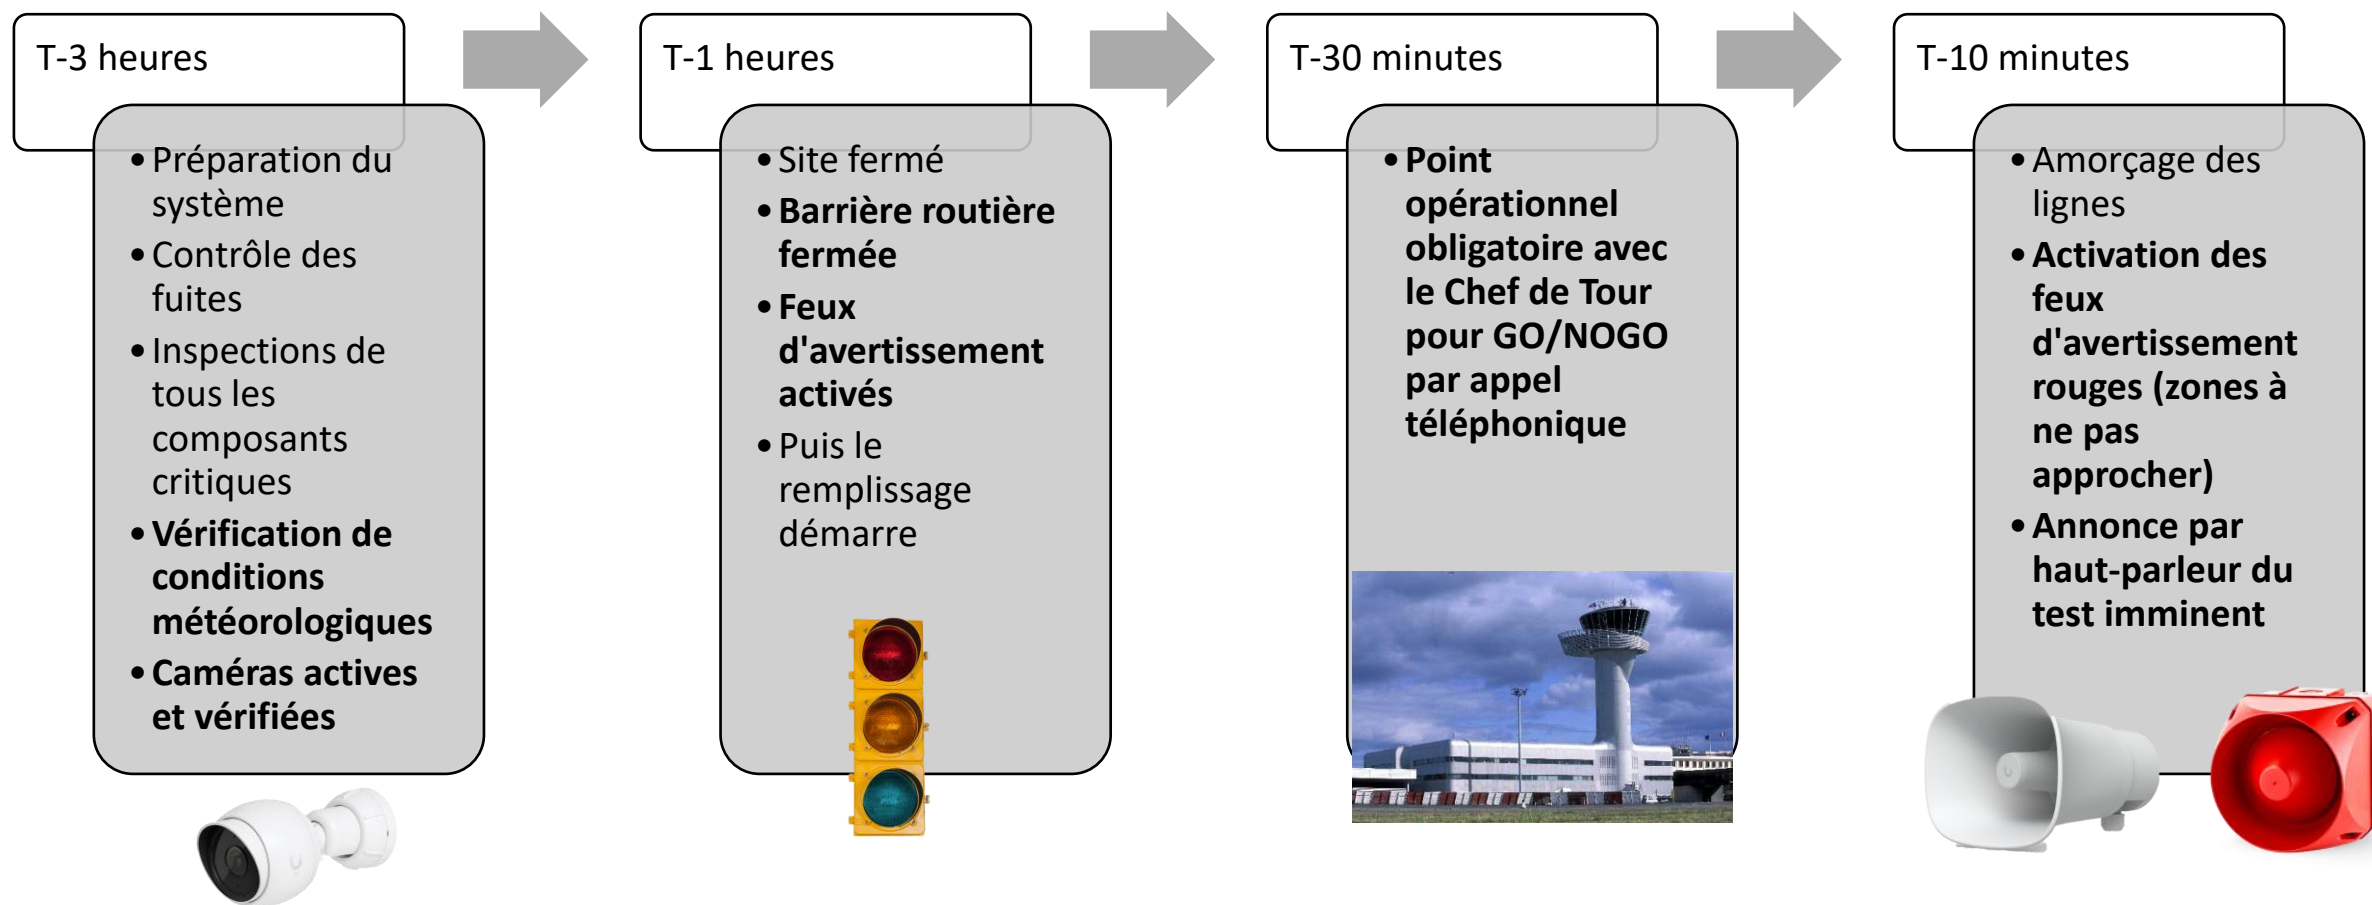 T-3 heures
• Préparation du
système
• Contrôle des
fuites
• Inspections de
tous les
composants
critiques
• Vérification de
conditions
météorologiques
• Caméras actives
et vérifiées
T-1 heures
• Site fermé
• Barrière routière
fermée
• Feux
d'avertissement
activés
• Puis le
remplissage
démarre
T-30 minutes
• Point
opérationnel
obligatoire avec
le Chef de Tour
pour GO/NOGO
par appel
téléphonique
T-10 minutes
• Amorçage des
lignes
• Activation des
feux
d'avertissement
rouges (zones à
ne pas
approcher)
• Annonce par
haut-parleur du
test imminent